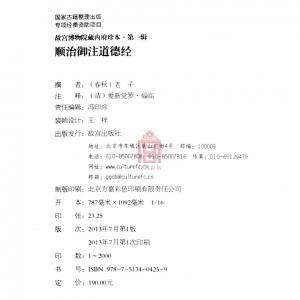 国家古籍整理出版
专项经费资助项目
故宫博物院藏内府珍本·第一辑
顺治御注道德经
撰 者：（春秋）老 子
注 释：（清）爱新觉罗·福临
责任编辑：冯印淙
装帧设计：王 梓
出版发行：故宫出版社
地址：北京市东城区景山前街4号 邮编：100009
电话：010-85007808 010-85007816 传真：010-65129479
网址：www.culturefc.cn
邮箱：ggcb@culturefc.cn
制版印刷：北京方嘉彩色印刷有限责任公司
开 本：787毫米×1092毫米 1/16
印 张：23.25
版 次：2013年7月第1版
2013年7月第1次印刷
印 数：1~2000
书 号：ISBN 978-7-5134-0425-9
定 价：190.00元